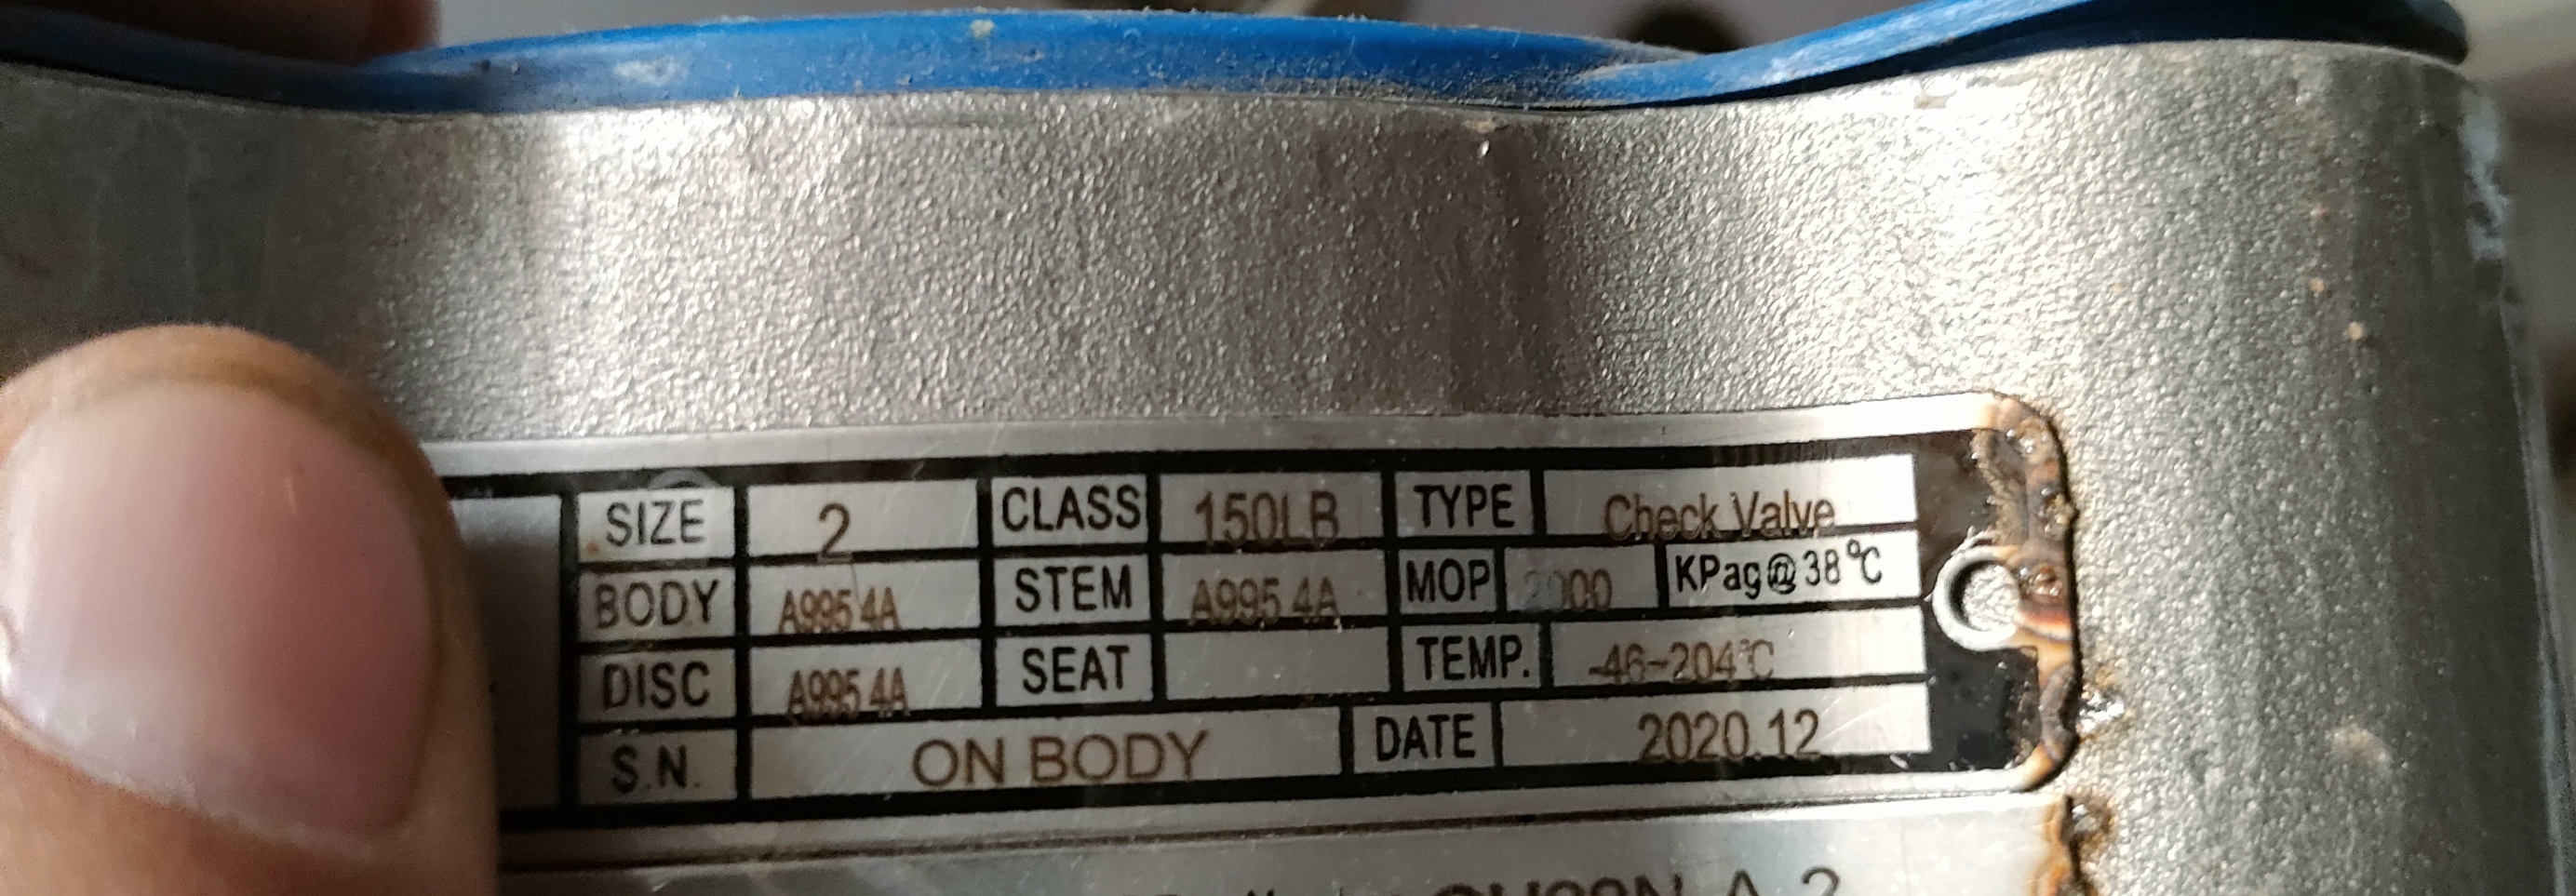 SIZE 2 CLASS 150LB TYPE Check Valve
BODY A995 4A STEM A995 4A MOP 2000 KPag@38°C
DISC A995 4A SEAT TEMP. -46~204°C
S.N. ON BODY DATE 2020.12